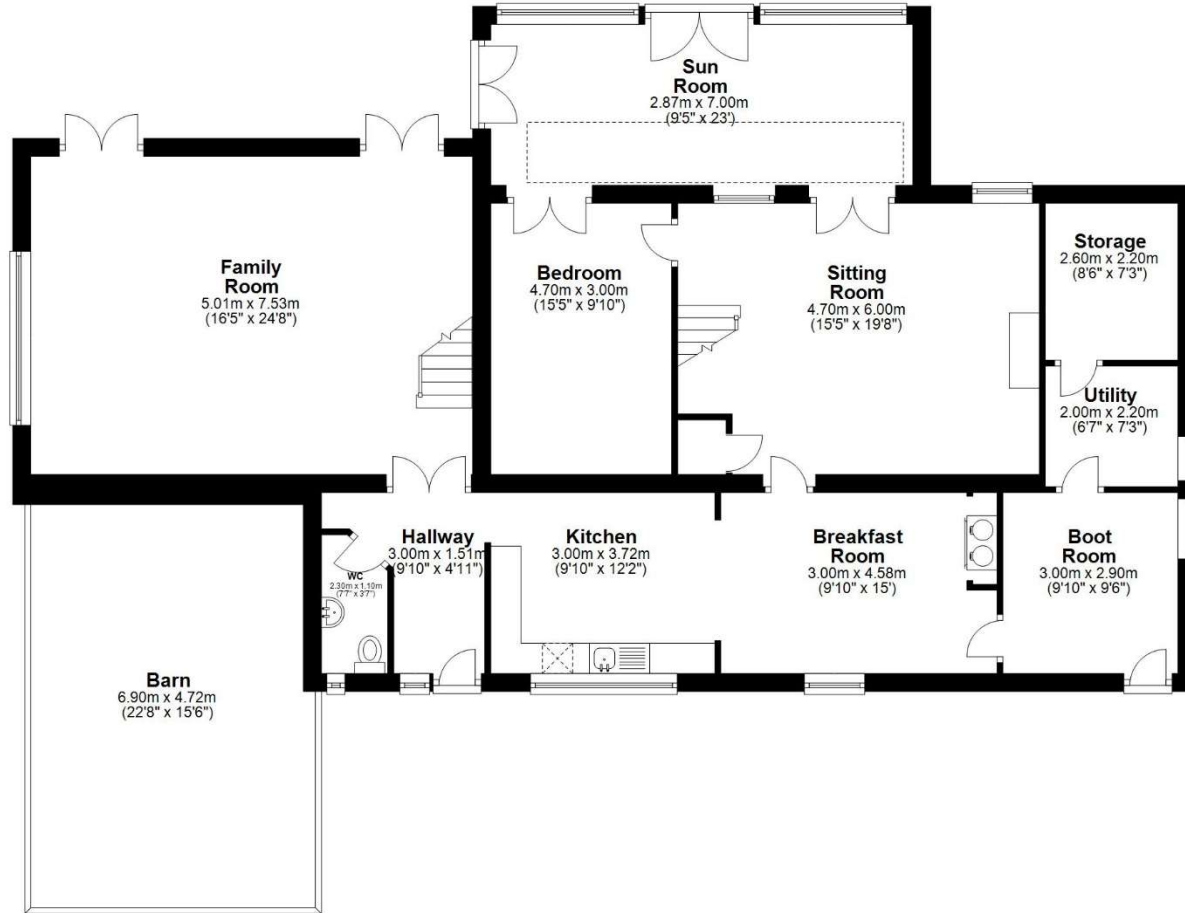 Sun
Room
2.87m x 7.00m
(9'5" x 23')
Family
Room
5.01m x 7.53m
(16'5" x 24'8")
Bedroom
4.70m x 3.00m
(15'5" x 9'10")
Sitting
Room
4.70m x 6.00m
(15'5" x 19'8")
Storage
2.60m x 2.20m
(8'6" x 7'3")
Utility
2.00m x 2.20m
(6'7" x 7'3")
Hallway
3.00m x 1.51m
(9'10" x 4'11")
Kitchen
3.00m x 3.72m
(9'10" x 12'2")
Breakfast
Room
3.00m x 4.58m
(9'10" x 15')
Boot
Room
3.00m x 2.90m
(9'10" x 9'6")
WC
2.30m x 1.10m
(7'7" x 3'7")
Barn
6.90m x 4.72m
(22'8" x 15'6")